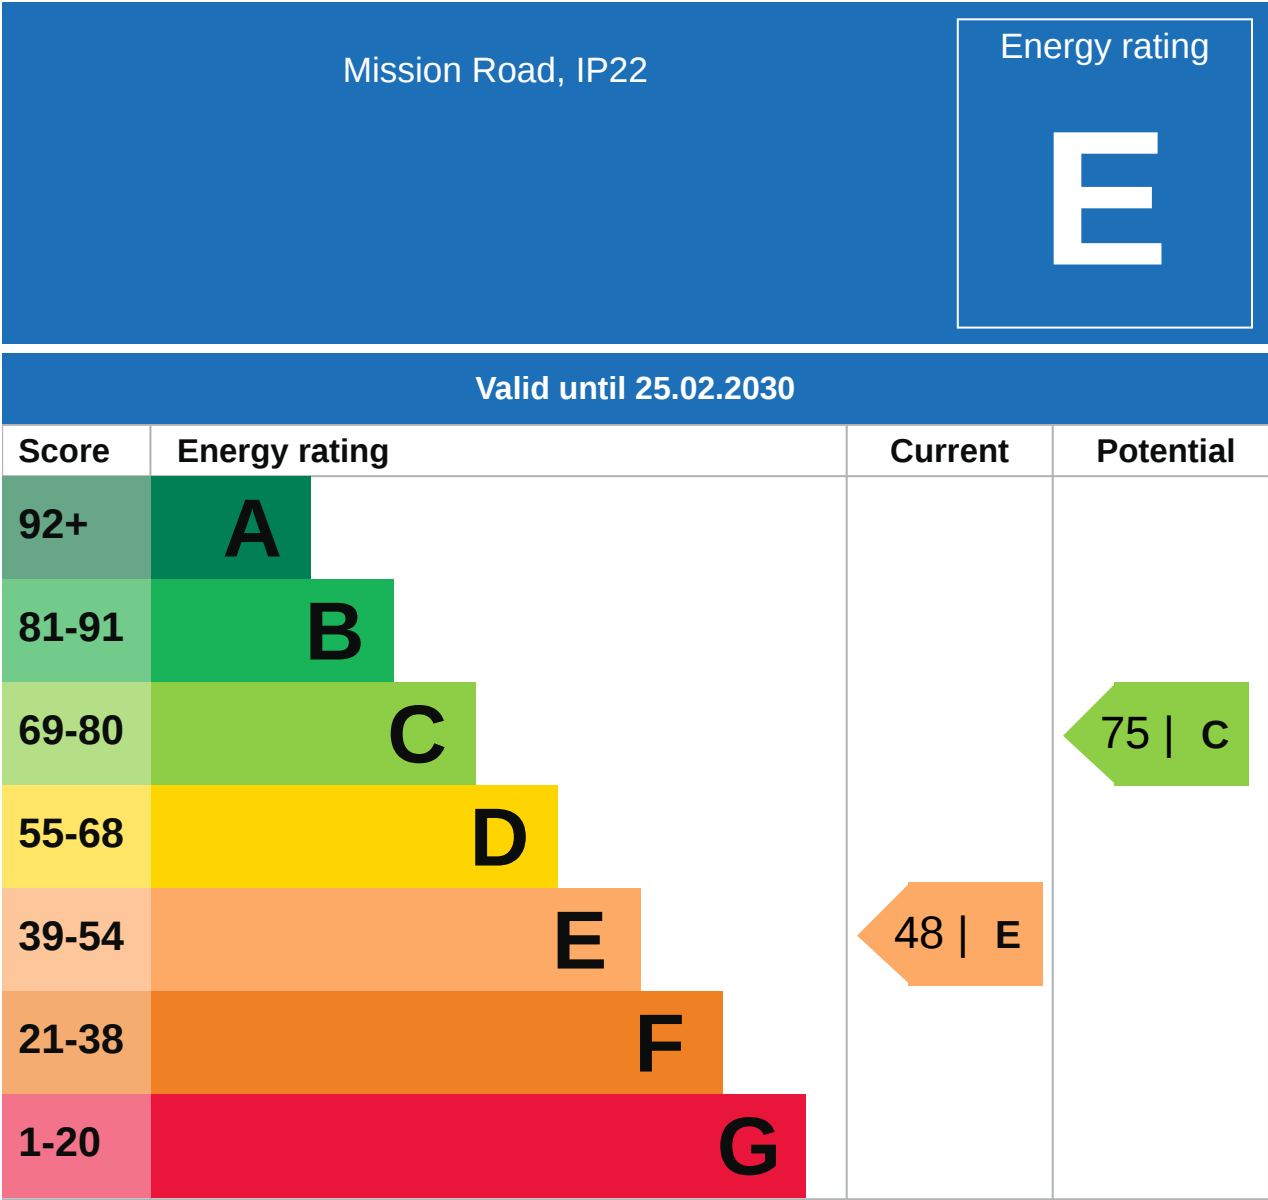 Mission Road, IP22
Energy rating
E
Valid until 25.02.2030
Score Energy rating Current Potential
92+ A
81-91 B
69-80 C 75 | C
55-68 D
39-54 E 48 | E
21-38 F
1-20 G